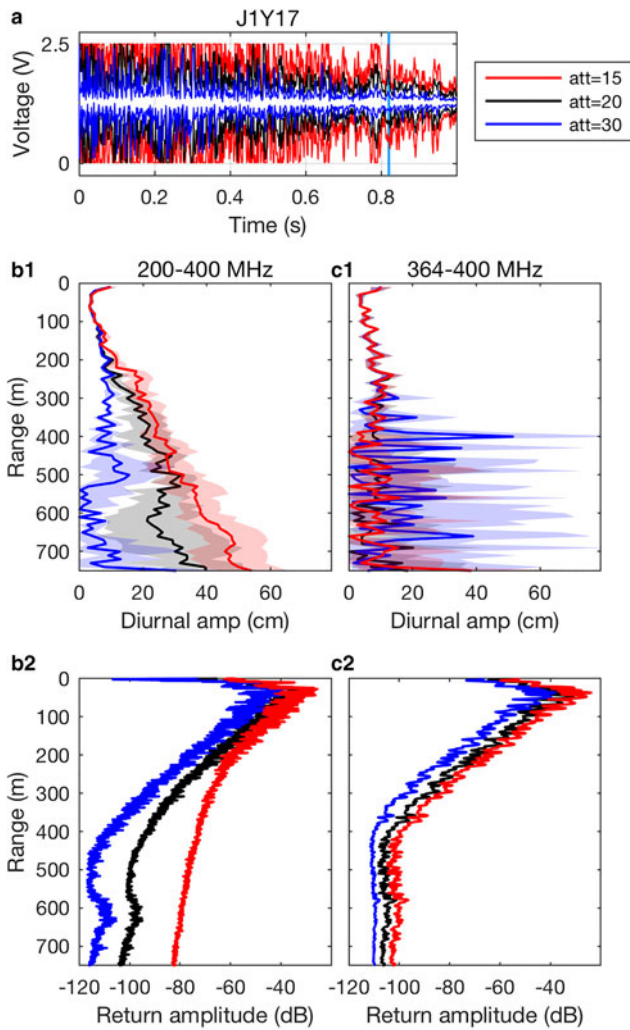 a
J1Y17
2.5
0
Voltage (V)
0 0.2 0.4 0.6 0.8
Time (s)
att=15
att=20
att=30
b1 200-400 MHz
c1 364-400 MHz
0
100
200
300
400
500
600
700
Range (m)
0 20 40 60
Diurnal amp (cm)
0 20 40 60
Diurnal amp (cm)
b2
c2
0
100
200
300
400
500
600
700
Range (m)
-120 -100 -80 -60 -40
Return amplitude (dB)
-120 -100 -80 -60 -40
Return amplitude (dB)